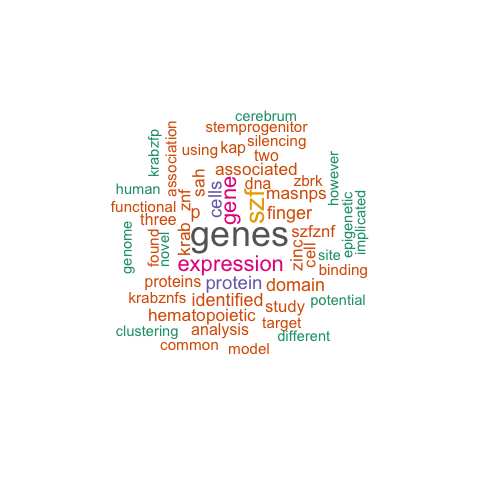 cerebrum
stemprogenitor
silencing
using kap
two
krabzfp
association
associated
sah
cells
gene
dna
szf
zbrk
masnps
however
human
znf
functional
p
finger
three
genes
szfznf
epigenetic
implicated
genome
found
novel
krab
expression
zinc
cell
site
binding
proteins
protein
domain
krabznfs
identified
study
potential
hematopoietic
target
clustering
analysis
different
common
model